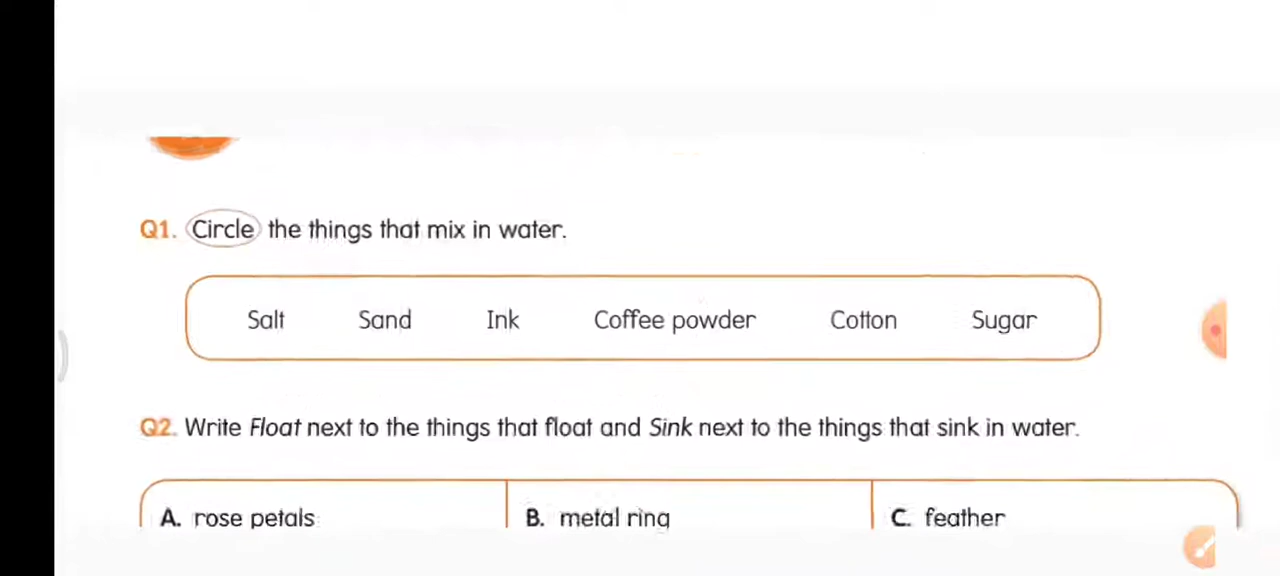 Q1. Circle the things that mix in water.
Salt Sand Ink Coffee powder Cotton Sugar
Q2. Write Float next to the things that float and Sink next to the things that sink in water.
A. rose petals B. metal ring C. feather